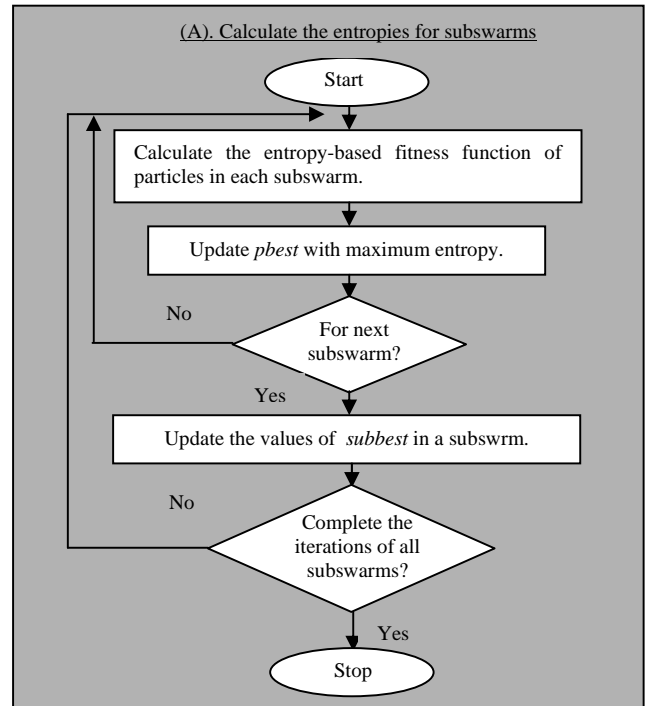 (A). Calculate the entropies for subswarms
Start
Calculate the entropy-based fitness function of
particles in each subswarm.
Update pbest with maximum entropy.
No
For next
subswarm?
Yes
Update the values of subbest in a subswrm.
No
Complete the
iterations of all
subswarms?
Yes
Stop